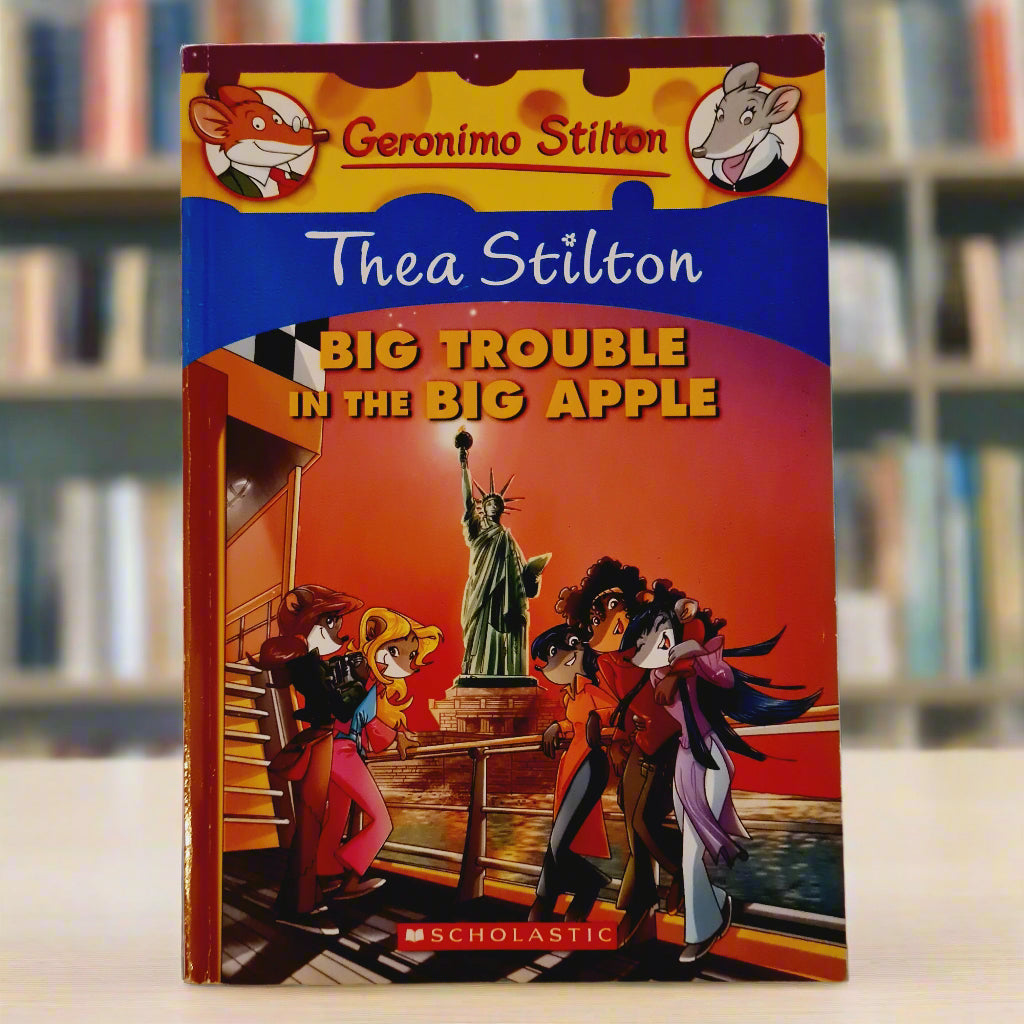 Geronimo Stilton
Thea Stilton
BIG TROUBLE
IN THE BIG APPLE
SCHOLASTIC